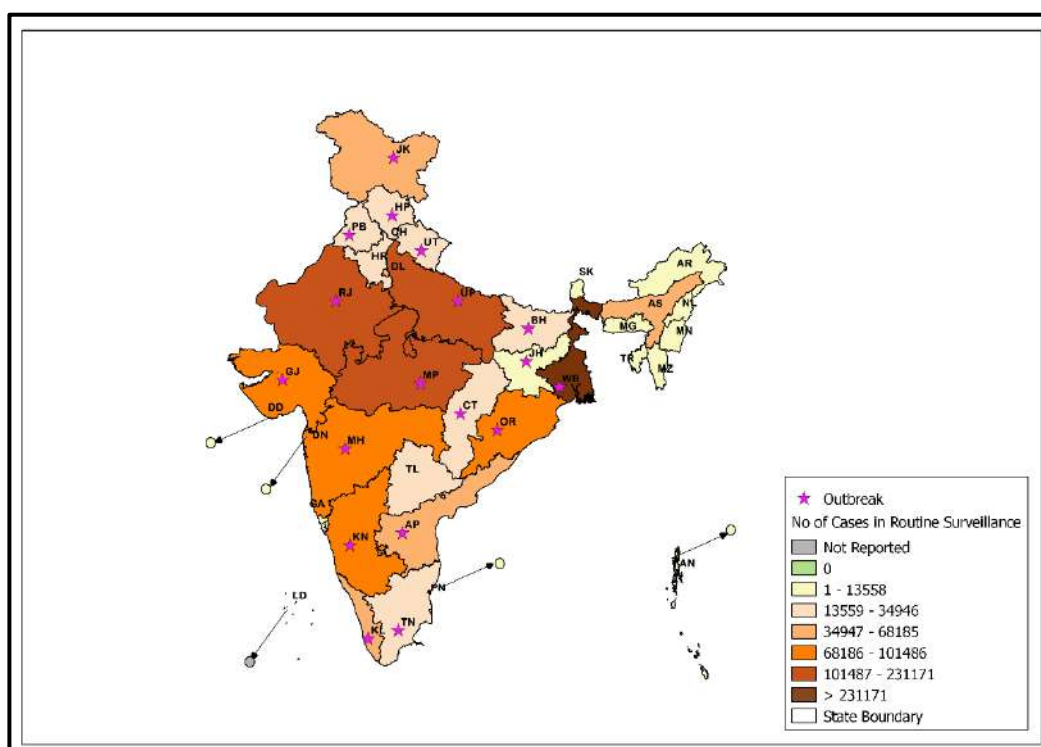 JK
HP
PB
CH
UT
HR
DL
SK
AR
RJ
UP
AS
NL
BH
MG
MN
JH
TR
MZ
GJ
MP
WB
DD
CT
OR
DN
MH
TL
GA
AP
KN
AN
PN
LD
KL
TN
Outbreak
No of Cases in Routine Surveillance
Not Reported
0
1 - 13558
13559 - 34946
34947 - 68185
68186 - 101486
101487 - 231171
> 231171
State Boundary